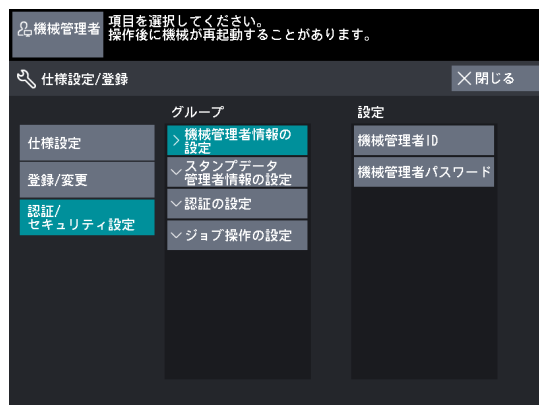 機械管理者
項目を選択してください。
操作後に機械が再起動することがあります。
仕様設定/登録
閉じる
グループ
設定
仕様設定
登録/変更
認証/
セキュリティ設定
機械管理者情報の
設定
スタンプデータ
管理者情報の設定
認証の設定
ジョブ操作の設定
機械管理者ID
機械管理者パスワード